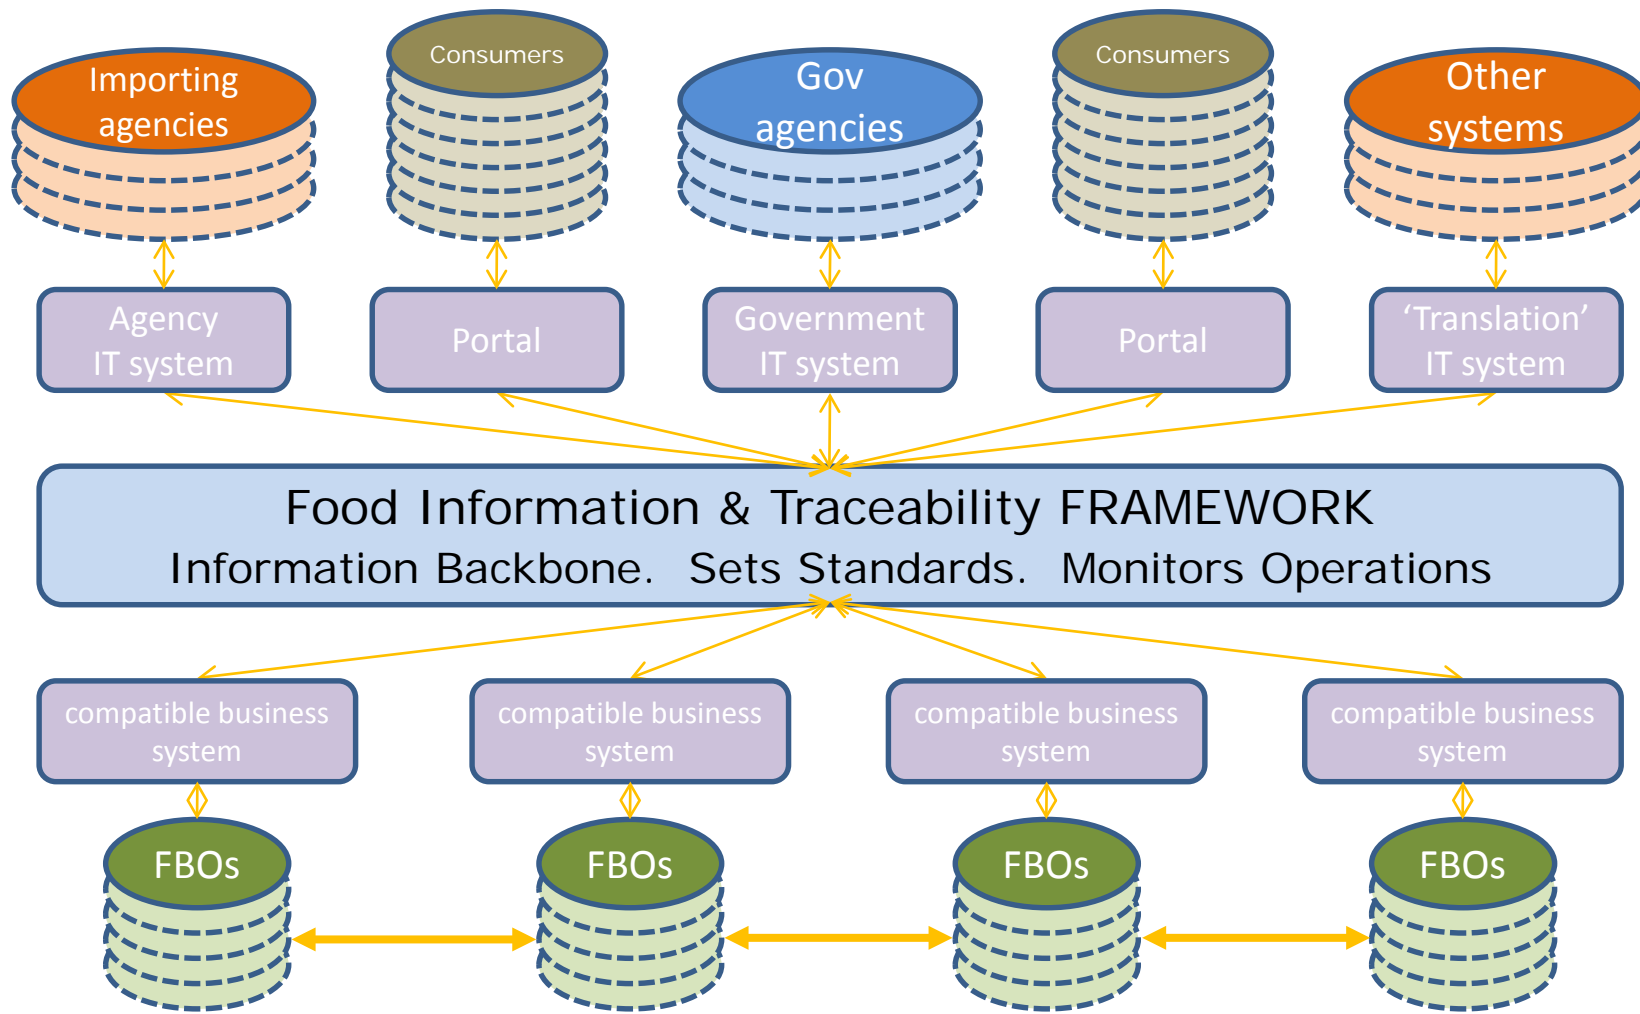 Importing
agencies
Consumers
Gov
agencies
Consumers
Other
systems
Agency
IT system
Portal
Government
IT system
Portal
‘Translation’
IT system
Food Information & Traceability FRAMEWORK
Information Backbone.  Sets Standards.  Monitors Operations
compatible business
system
compatible business
system
compatible business
system
compatible business
system
FBOs
FBOs
FBOs
FBOs